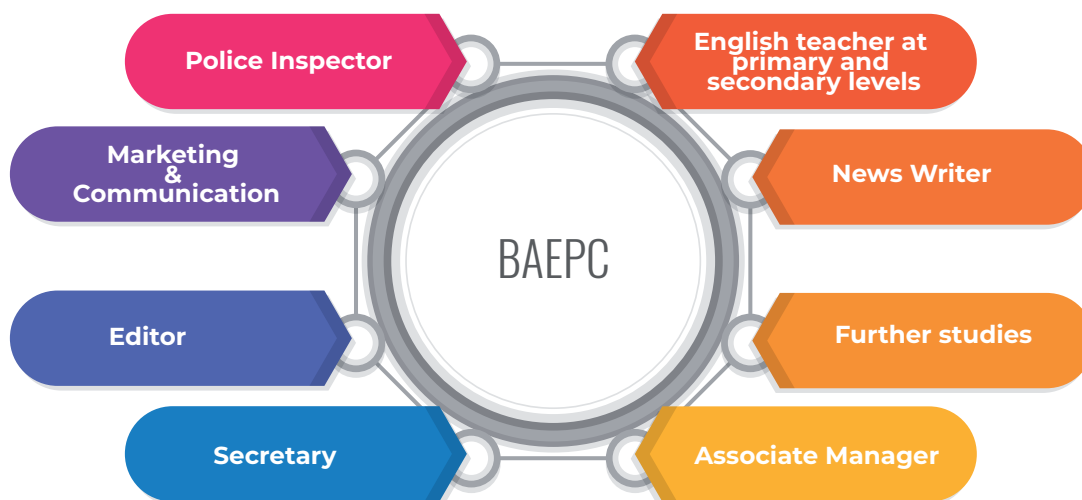 Police Inspector
English teacher at
primary and
secondary levels
Marketing
&
Communication
News Writer
BAEPC
Editor
Further studies
Secretary
Associate Manager